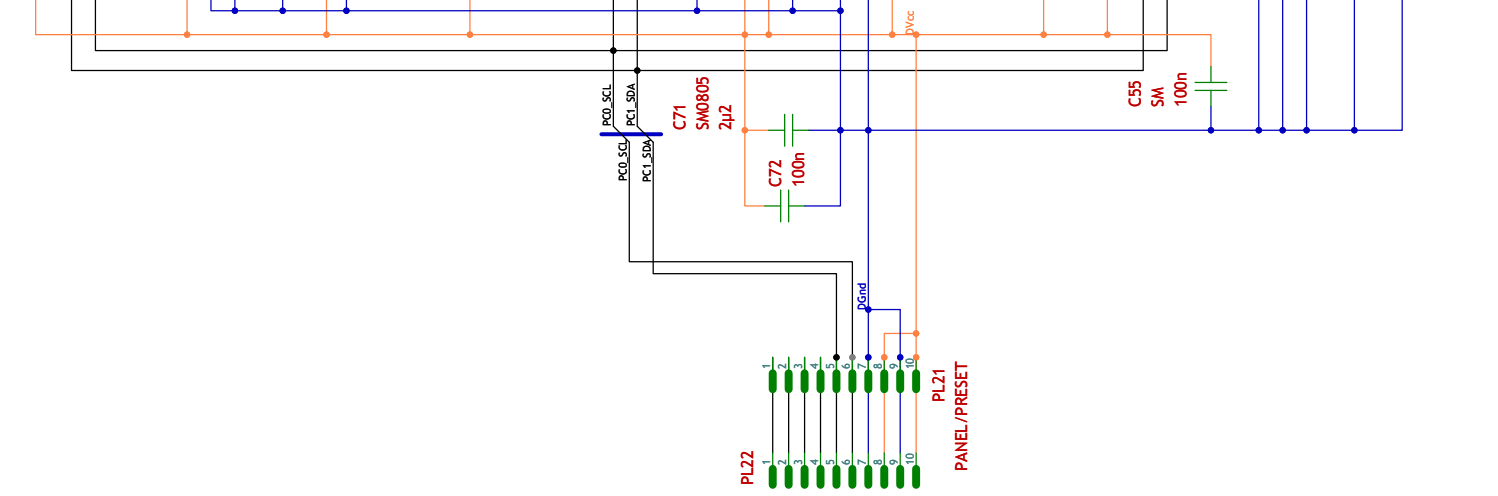 DVcc
PC0_SCL
PC1_SDA
C71
SM0805
2µ2
C55
SM
100n
PC0_SCL
PC1_SDA
C72
100n
DGnd
1 2 3 4 5 6 7 8 9 10
PL21
PANEL/PRESET
PL22
1 2 3 4 5 6 7 8 9 10